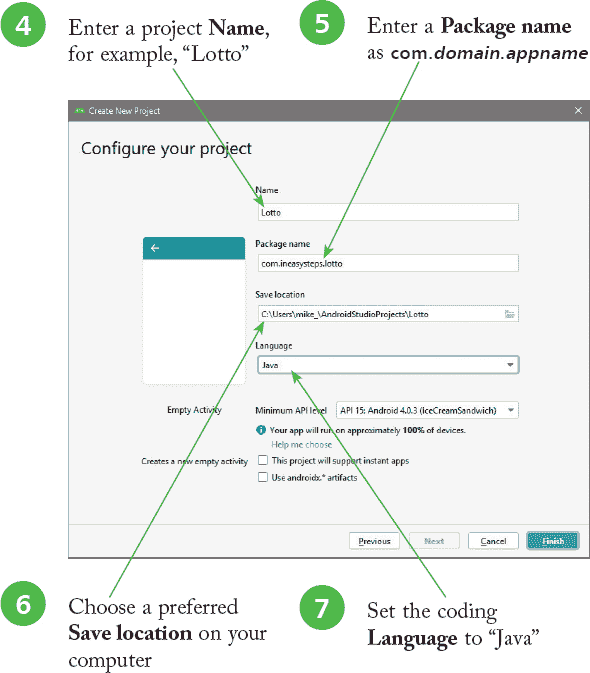 4
Enter a project Name,
for example, “Lotto”
5
Enter a Package name
as com.domain.appname
Create New Project
Configure your project
Name
Lotto
Package name
com.ineasysteps.lotto
Save location
C:\Users\mike_\AndroidStudioProjects\Lotto
Language
Java
Empty Activity
Minimum API level
API 15: Android 4.0.3 (IceCreamSandwich)
Your app will run on approximately 100% of devices.
Help me choose
Creates a new empty activity
This project will support instant apps
Use androidx.* artifacts
Previous
Next
Cancel
Finish
6
Choose a preferred
Save location on your
computer
7
Set the coding
Language to “Java”